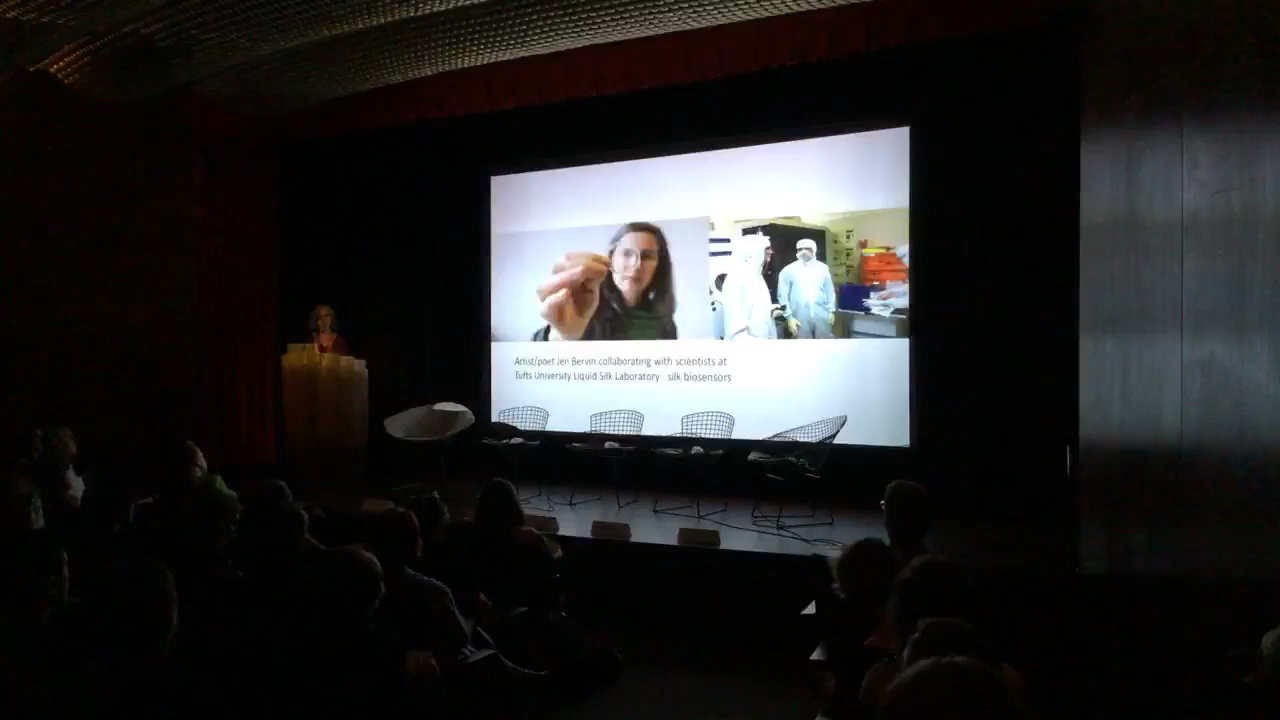 Artist/poet Jen Bervin collaborating with scientists at
Tufts University Liquid Silk Laboratory silk biosensors